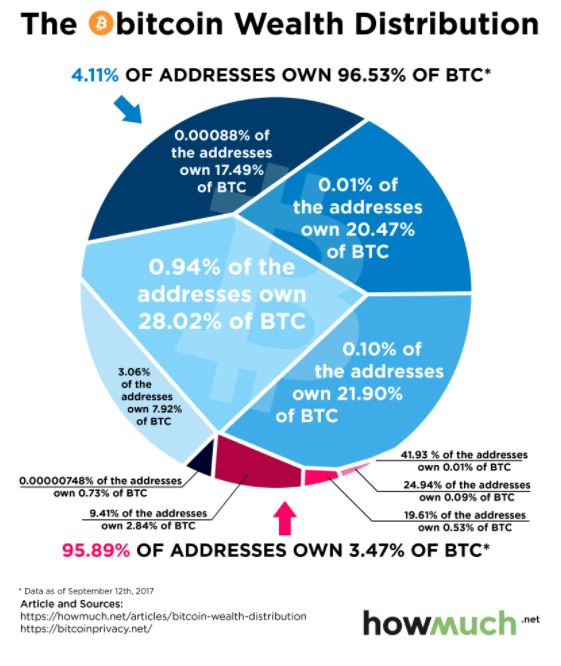 The bitcoin Wealth Distribution
4.11% OF ADDRESSES OWN 96.53% OF BTC*
0.00088% of
the addresses
own 17.49%
of BTC
0.01% of
the addresses
own 20.47%
of BTC
0.94% of the
addresses own
28.02% of BTC
0.10% of
the addresses
own 21.90%
of BTC
3.06%
of the
addresses
own 7.92%
of BTC
41.93 % of the addresses
own 0.01% of BTC
0.00000748% of the addresses
own 0.73% of BTC
24.94% of the addresses
own 0.09% of BTC
9.41% of the addresses
own 2.84% of BTC
19.61% of the addresses
own 0.53% of BTC
95.89% OF ADDRESSES OWN 3.47% OF BTC*
* Data as of September 12th, 2017
Article and Sources:
https://howmuch.net/articles/bitcoin-wealth-distribution
https://bitcoinprivacy.net/
howmuch.net